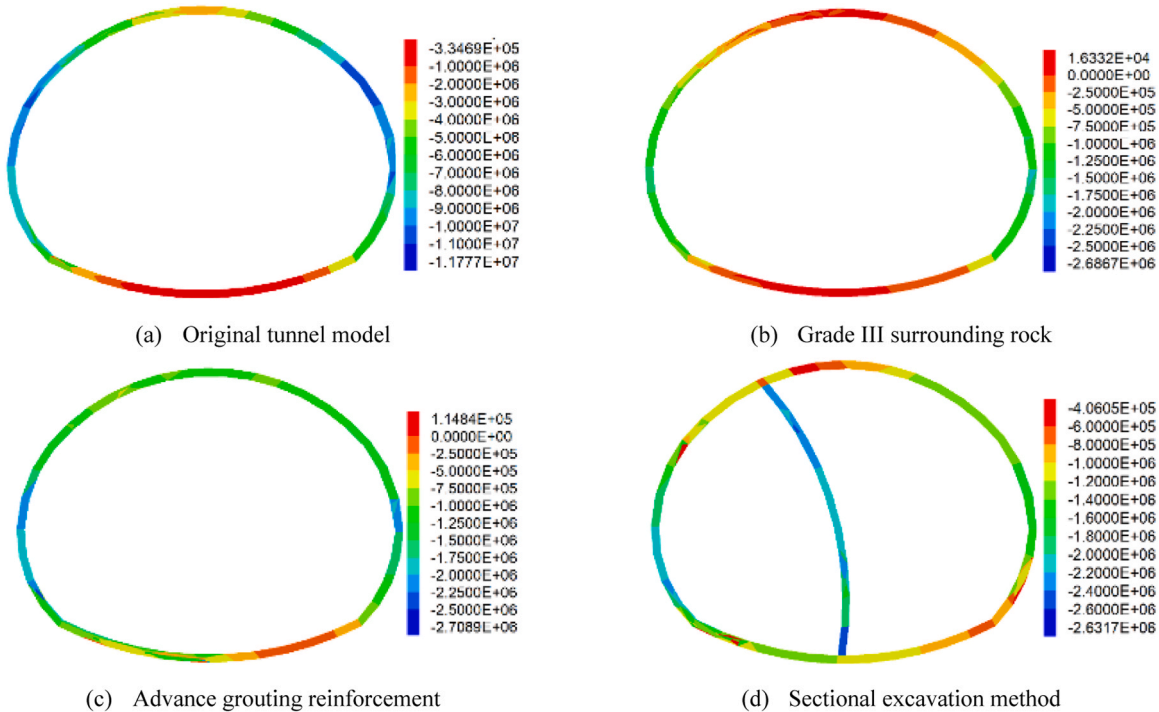 -3.3469E+05
-1.0000E+06
-2.0000E+06
-3.0000E+06
-4.0000E+06
-5.0000L+06
-6.0000E+06
-7.0000E+06
-8.0000E+06
-9.0000E+06
-1.0000E+07
-1.1000E+07
-1.1777E+07
(a) Original tunnel model
1.6332E+04
0.0000E+00
-2.5000E+05
-5.0000E+05
-7.5000E+05
-1.0000L+06
-1.2500E+06
-1.5000E+06
-1.7500E+06
-2.0000E+06
-2.2500E+06
-2.5000E+06
-2.6867E+06
(b) Grade III surrounding rock
1.1484E+05
0.0000E+00
-2.5000E+05
-5.0000E+05
-7.5000E+05
-1.0000E+06
-1.2500E+06
-1.5000E+06
-1.7500E+06
-2.0000E+06
-2.2500E+06
-2.5000E+06
-2.7089E+06
(c) Advance grouting reinforcement
-4.0605E+05
-6.0000E+05
-8.0000E+05
-1.0000E+06
-1.2000E+06
-1.4000E+06
-1.6000E+06
-1.8000E+06
-2.0000E+06
-2.2000E+06
-2.4000E+06
-2.6000E+06
-2.6317E+06
(d) Sectional excavation method